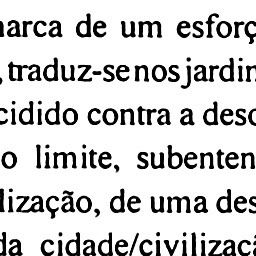 marca de um esforç
, traduz-se nos jardin
cidido contra a desc
o limite, subenten
lização, de uma des
da cidade/civilizaçã